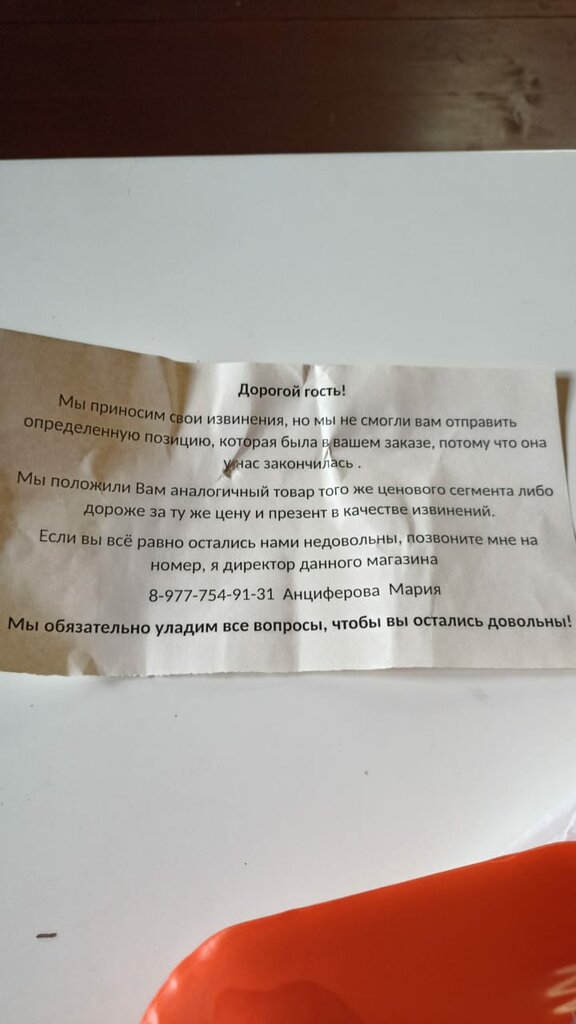 Дорогой гость!
Мы приносим свои извинения, но мы не смогли вам отправить
определенную позицию, которая была в вашем заказе, потому что она
у нас закончилась .
Мы положили Вам аналогичный товар того же ценового сегмента либо
дороже за ту же цену и презент в качестве извинений.
Если вы всё равно остались нами недовольны, позвоните мне на
номер, я директор данного магазина
8-977-754-91-31 Анциферова Мария
Мы обязательно уладим все вопросы, чтобы вы остались довольны!